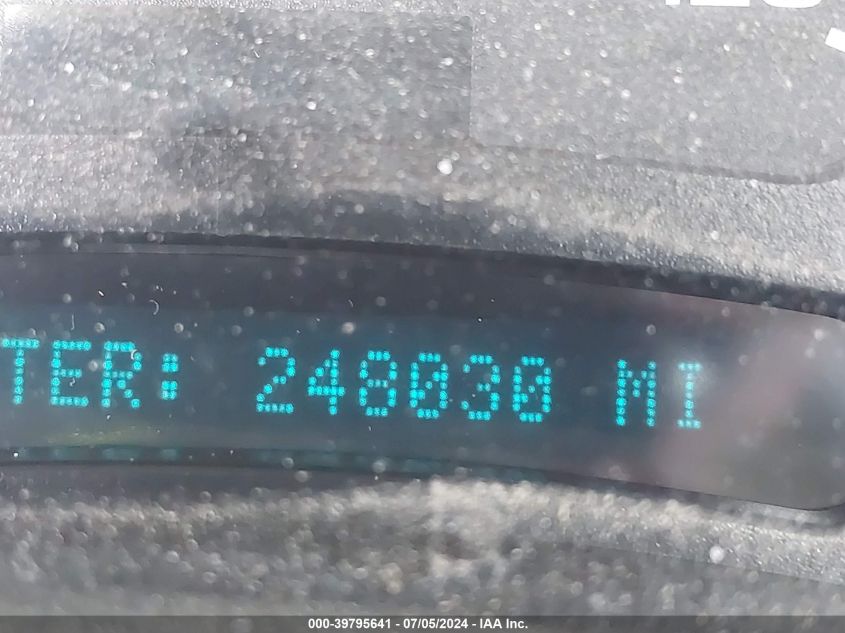 TER: 248030 MI
000-39795641 - 07/05/2024 - IAA Inc.